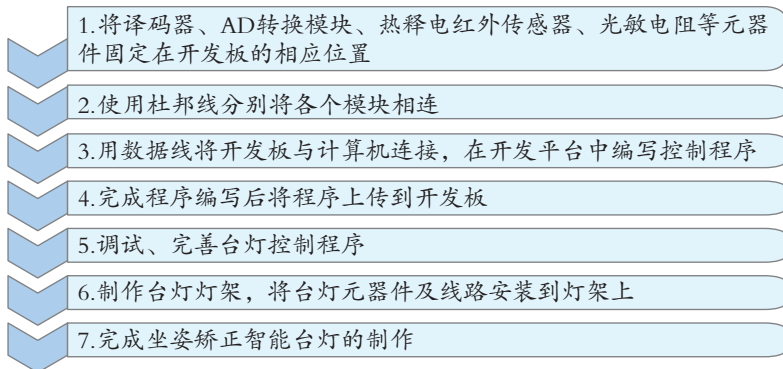 1.将译码器、AD转换模块、热释电红外传感器、光敏电阻等元器
件固定在开发板的相应位置
2.使用杜邦线分别将各个模块相连
3.用数据线将开发板与计算机连接，在开发平台中编写控制程序
4.完成程序编写后将程序上传到开发板
5.调试、完善台灯控制程序
6.制作台灯灯架，将台灯元器件及线路安装到灯架上
7.完成坐姿矫正智能台灯的制作